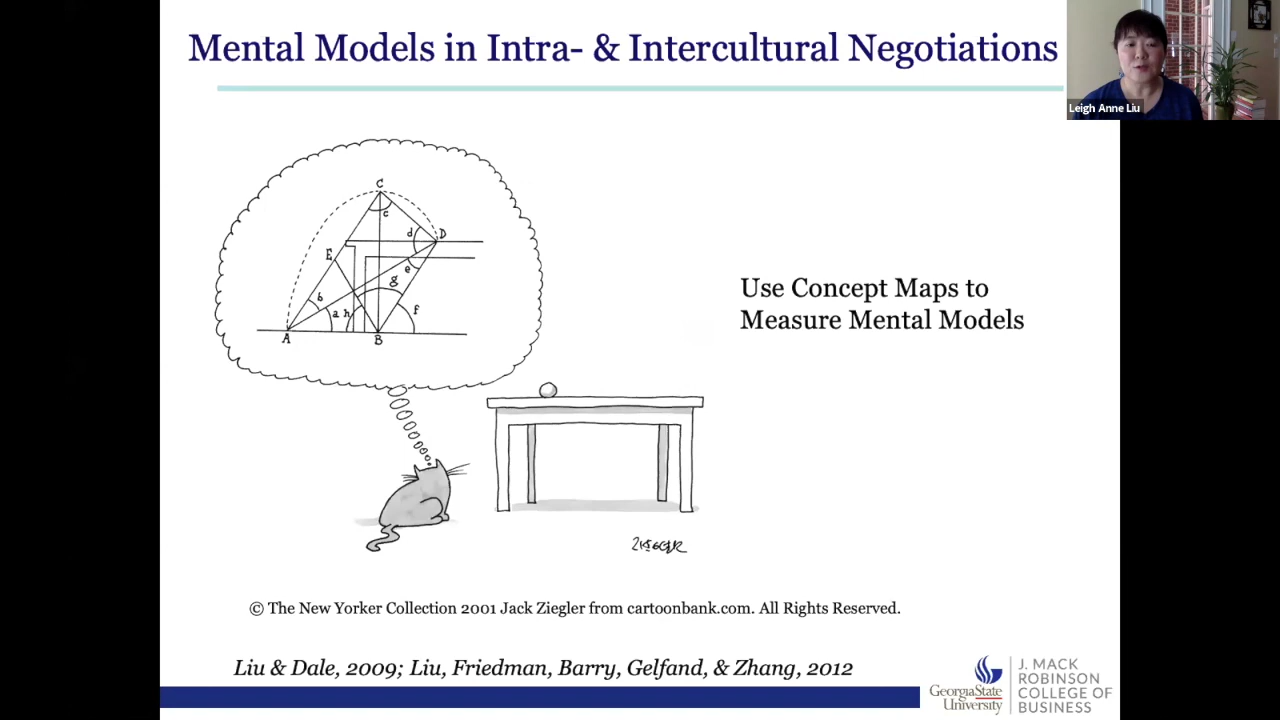 Mental Models in Intra- & Intercultural Negotiations
Leigh Anne Liu
C
c
d
D
E
e
g
b
a
h
f
A
B
Use Concept Maps to
Measure Mental Models
© The New Yorker Collection 2001 Jack Ziegler from cartoonbank.com. All Rights Reserved.
Liu & Dale, 2009; Liu, Friedman, Barry, Gelfand, & Zhang, 2012
GeorgiaState
University
J. MACK
ROBINSON
COLLEGE OF
BUSINESS